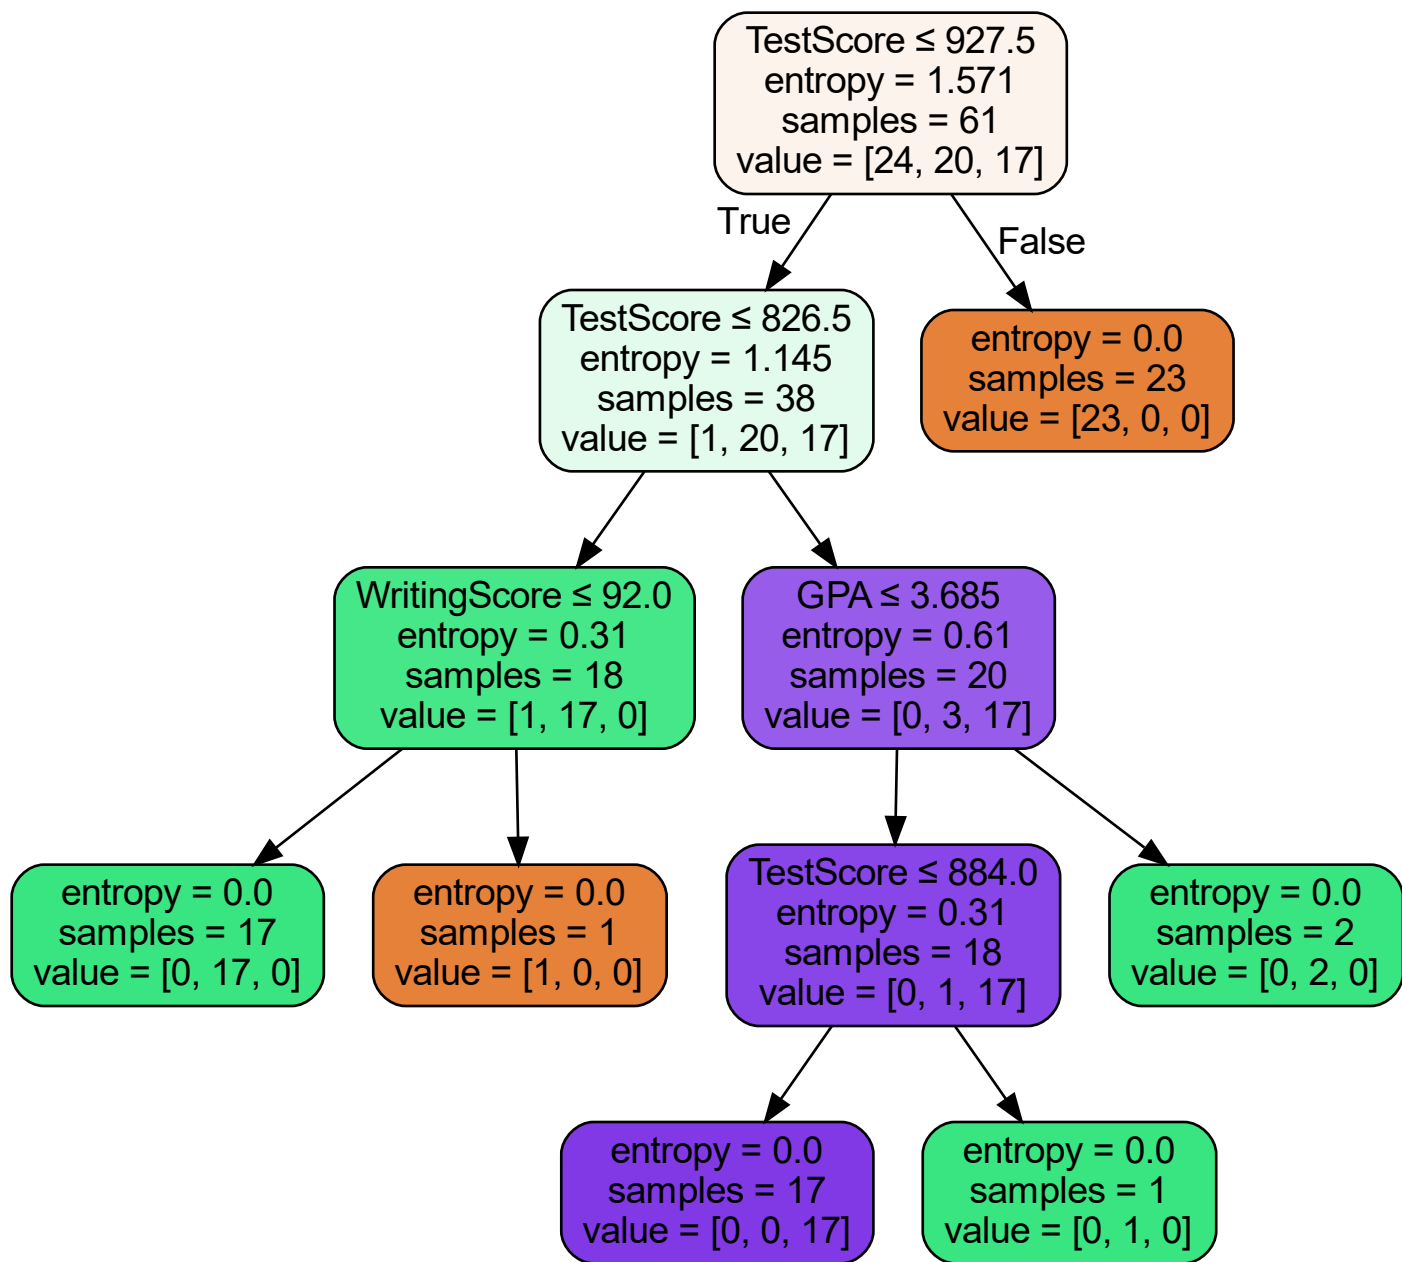 TestScore ≤ 927.5
entropy = 1.571
samples = 61
value = [24, 20, 17]
True
False
TestScore ≤ 826.5
entropy = 1.145
samples = 38
value = [1, 20, 17]
entropy = 0.0
samples = 23
value = [23, 0, 0]
WritingScore ≤ 92.0
entropy = 0.31
samples = 18
value = [1, 17, 0]
GPA ≤ 3.685
entropy = 0.61
samples = 20
value = [0, 3, 17]
entropy = 0.0
samples = 17
value = [0, 17, 0]
entropy = 0.0
samples = 1
value = [1, 0, 0]
TestScore ≤ 884.0
entropy = 0.31
samples = 18
value = [0, 1, 17]
entropy = 0.0
samples = 2
value = [0, 2, 0]
entropy = 0.0
samples = 17
value = [0, 0, 17]
entropy = 0.0
samples = 1
value = [0, 1, 0]